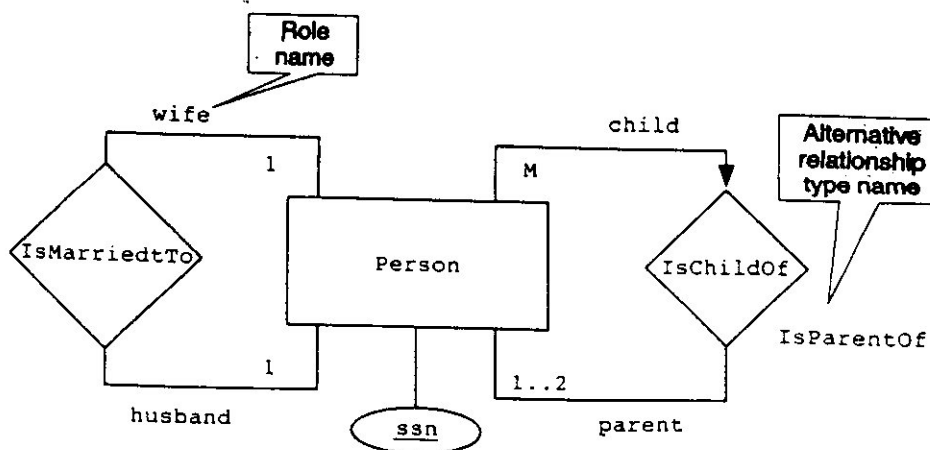 Role
name
wife
child
Alternative
relationship
type name
1
M
IsMarriedtTo
Person
IsChildOf
IsParentOf
1
1..2
husband
ssn
parent